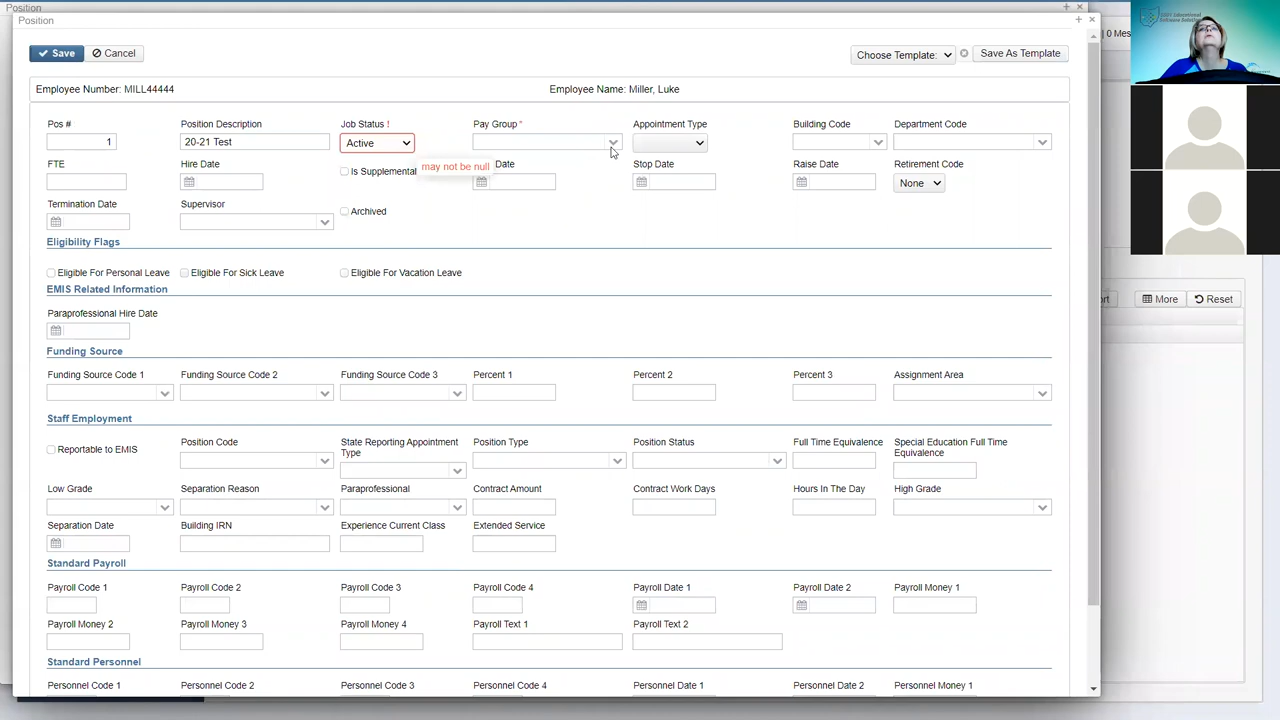 Position
Position
Save
Cancel
Choose Template:
Save As Template
| 0 Mes
Employee Number: MILL44444
Employee Name: Miller, Luke
Pos #
Position Description
Job Status !
Pay Group *
Appointment Type
Building Code
Department Code
1
20-21 Test
Active
FTE
Hire Date
Is Supplemental
may not be null
Date
Stop Date
Raise Date
Retirement Code
None
Termination Date
Supervisor
Archived
Eligibility Flags
Eligible For Personal Leave
Eligible For Sick Leave
Eligible For Vacation Leave
EMIS Related Information
ort
More
Reset
Paraprofessional Hire Date
Funding Source
Funding Source Code 1
Funding Source Code 2
Funding Source Code 3
Percent 1
Percent 2
Percent 3
Assignment Area
Staff Employment
Reportable to EMIS
Position Code
State Reporting Appointment
Type
Position Type
Position Status
Full Time Equivalence
Special Education Full Time
Equivalence
Low Grade
Separation Reason
Paraprofessional
Contract Amount
Contract Work Days
Hours In The Day
High Grade
Separation Date
Building IRN
Experience Current Class
Extended Service
Standard Payroll
Payroll Code 1
Payroll Code 2
Payroll Code 3
Payroll Code 4
Payroll Date 1
Payroll Date 2
Payroll Money 1
Payroll Money 2
Payroll Money 3
Payroll Money 4
Payroll Text 1
Payroll Text 2
Standard Personnel
Personnel Code 1
Personnel Code 2
Personnel Code 3
Personnel Code 4
Personnel Date 1
Personnel Date 2
Personnel Money 1